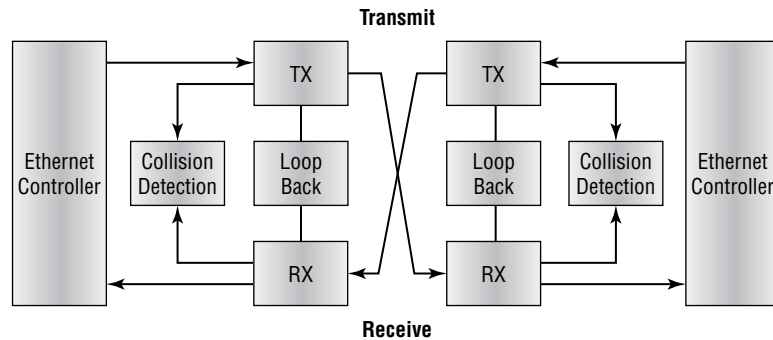 Transmit
Ethernet
Controller
Collision
Detection
TX
Loop
Back
RX
TX
Loop
Back
RX
Collision
Detection
Ethernet
Controller
Receive